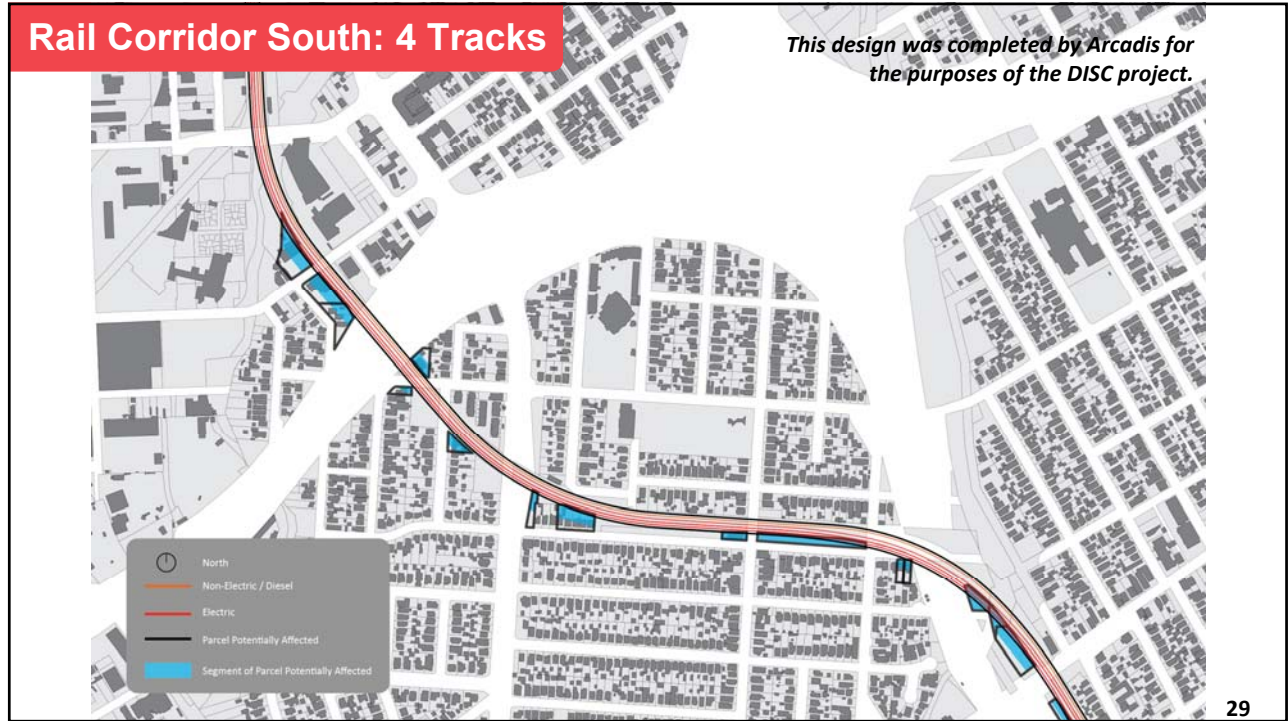 Rail Corridor South: 4 Tracks
This design was completed by Arcadis for
the purposes of the DISC project.
North
Non-Electric / Diesel
Electric
Parcel Potentially Affected
Segment of Parcel Potentially Affected
29